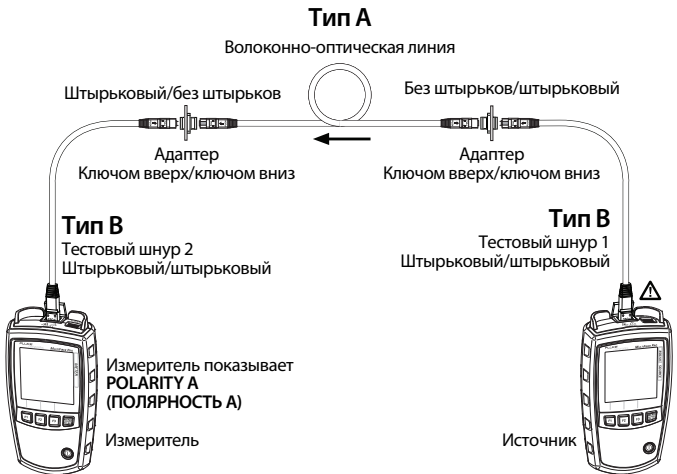 Тип A
Волоконно-оптическая линия
Штырьковый/без штырьков
Без штырьков/штырьковый
Адаптер
Ключом вверх/ключом вниз
Адаптер
Ключом вверх/ключом вниз
Тип B
Тестовый шнур 2
Штырьковый/штырьковый
Тип B
Тестовый шнур 1
Штырьковый/штырьковый
Измеритель показывает
POLARITY A
(ПОЛЯРНОСТЬ A)
Измеритель
Источник